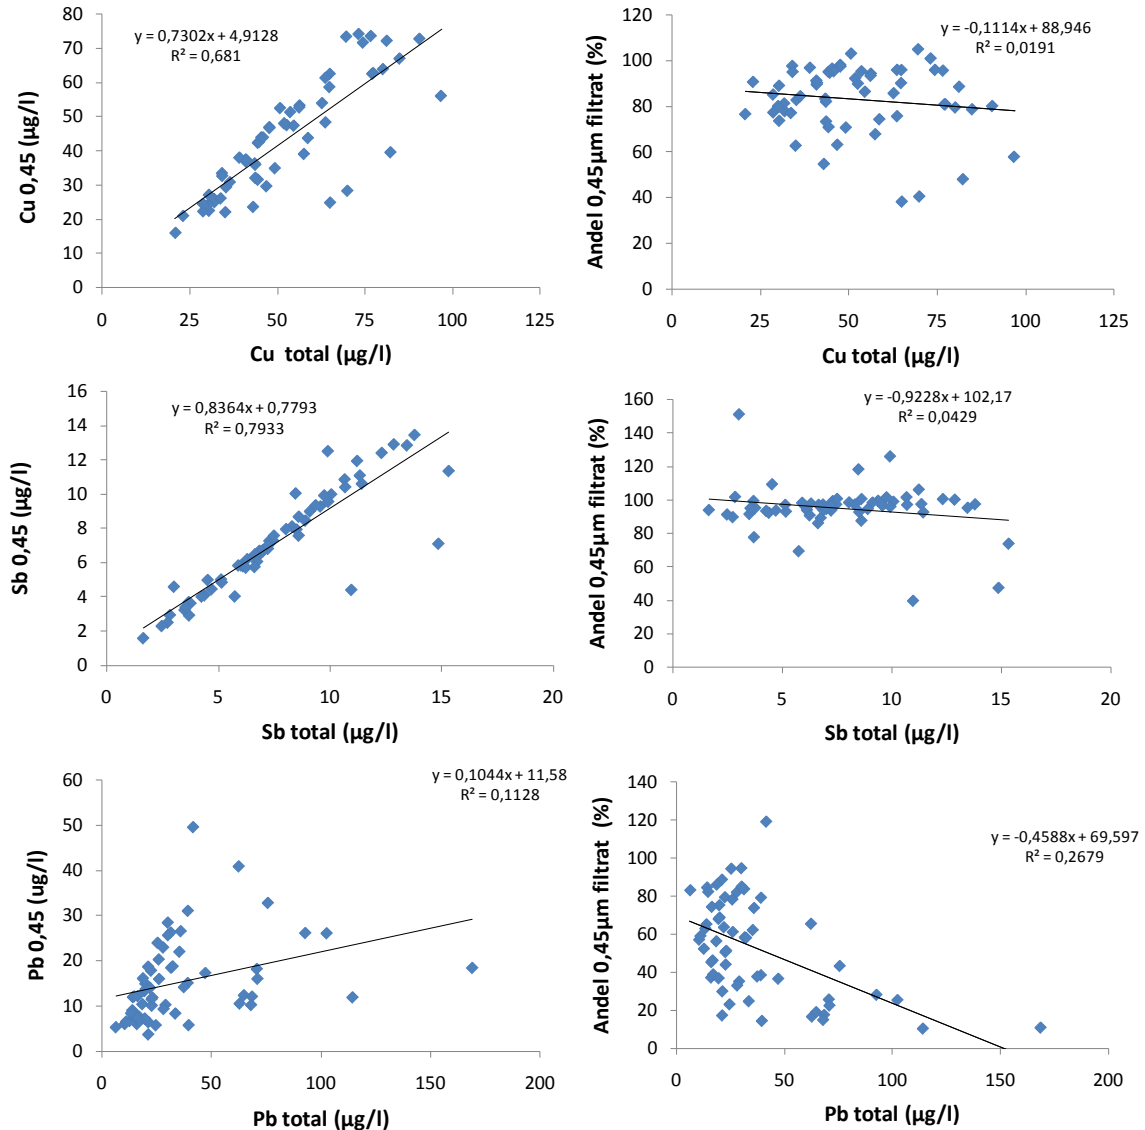 y = 0,7302x + 4,9128
R² = 0,681
80
70
60
50
40
30
20
10
0
Cu 0,45 (µg/l)
0 25 50 75 100 125
Cu total (µg/l)
y = -0,1114x + 88,946
R² = 0,0191
120
100
80
60
40
20
0
Andel 0,45µm filtrat (%)
0 25 50 75 100 125
Cu total (µg/l)
y = 0,8364x + 0,7793
R² = 0,7933
16
14
12
10
8
6
4
2
0
Sb 0,45 (µg/l)
0 5 10 15 20
Sb total (µg/l)
y = -0,9228x + 102,17
R² = 0,0429
160
140
120
100
80
60
40
20
0
Andel 0,45µm filtrat (%)
0 5 10 15 20
Sb total (µg/l)
y = 0,1044x + 11,58
R² = 0,1128
60
50
40
30
20
10
0
Pb 0,45 (ug/l)
0 50 100 150 200
Pb total (µg/l)
y = -0,4588x + 69,597
R² = 0,2679
140
120
100
80
60
40
20
0
Andel 0,45µm filtrat (%)
0 50 100 150 200
Pb total (µg/l)